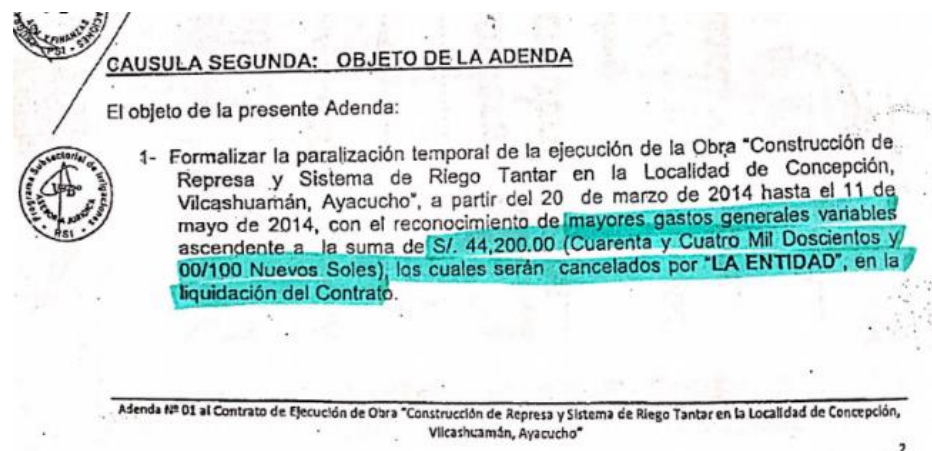 CAUSULA SEGUNDA: OBJETO DE LA ADENDA
El objeto de la presente Adenda:
1- Formalizar la paralización temporal de la ejecución de la Obra "Construcción de
Represa y Sistema de Riego Tantar en la Localidad de Concepción,
Vilcashuamán, Ayacucho", a partir del 20 de marzo de 2014 hasta el 11 de
mayo de 2014, con el reconocimiento de mayores gastos generales variables
ascendente a la suma de S/. 44,200.00 (Cuarenta y Cuatro Mil Doscientos y
00/100 Nuevos Soles), los cuales serán cancelados por "LA ENTIDAD", en la
liquidación del Contrato.
Programa Subsectorial de Irrigaciones
PSI
Adenda Nº 01 al Contrato de Ejecución de Obra "Construcción de Represa y Sistema de Riego Tantar en la Localidad de Concepción,
Vilcashuamán, Ayacucho"
2